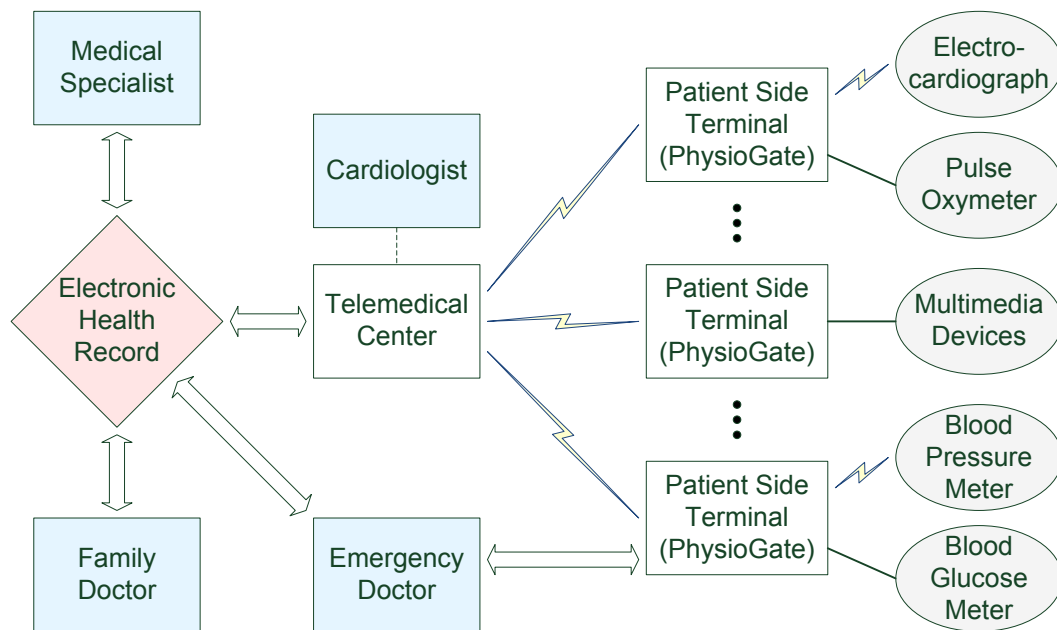 Medical
Specialist
Cardiologist
Electronic
Health
Record
Telemedical
Center
Family
Doctor
Emergency
Doctor
Patient Side
Terminal
(PhysioGate)
Patient Side
Terminal
(PhysioGate)
Patient Side
Terminal
(PhysioGate)
Electro-
cardiograph
Pulse
Oxymeter
Multimedia
Devices
Blood
Pressure
Meter
Blood
Glucose
Meter